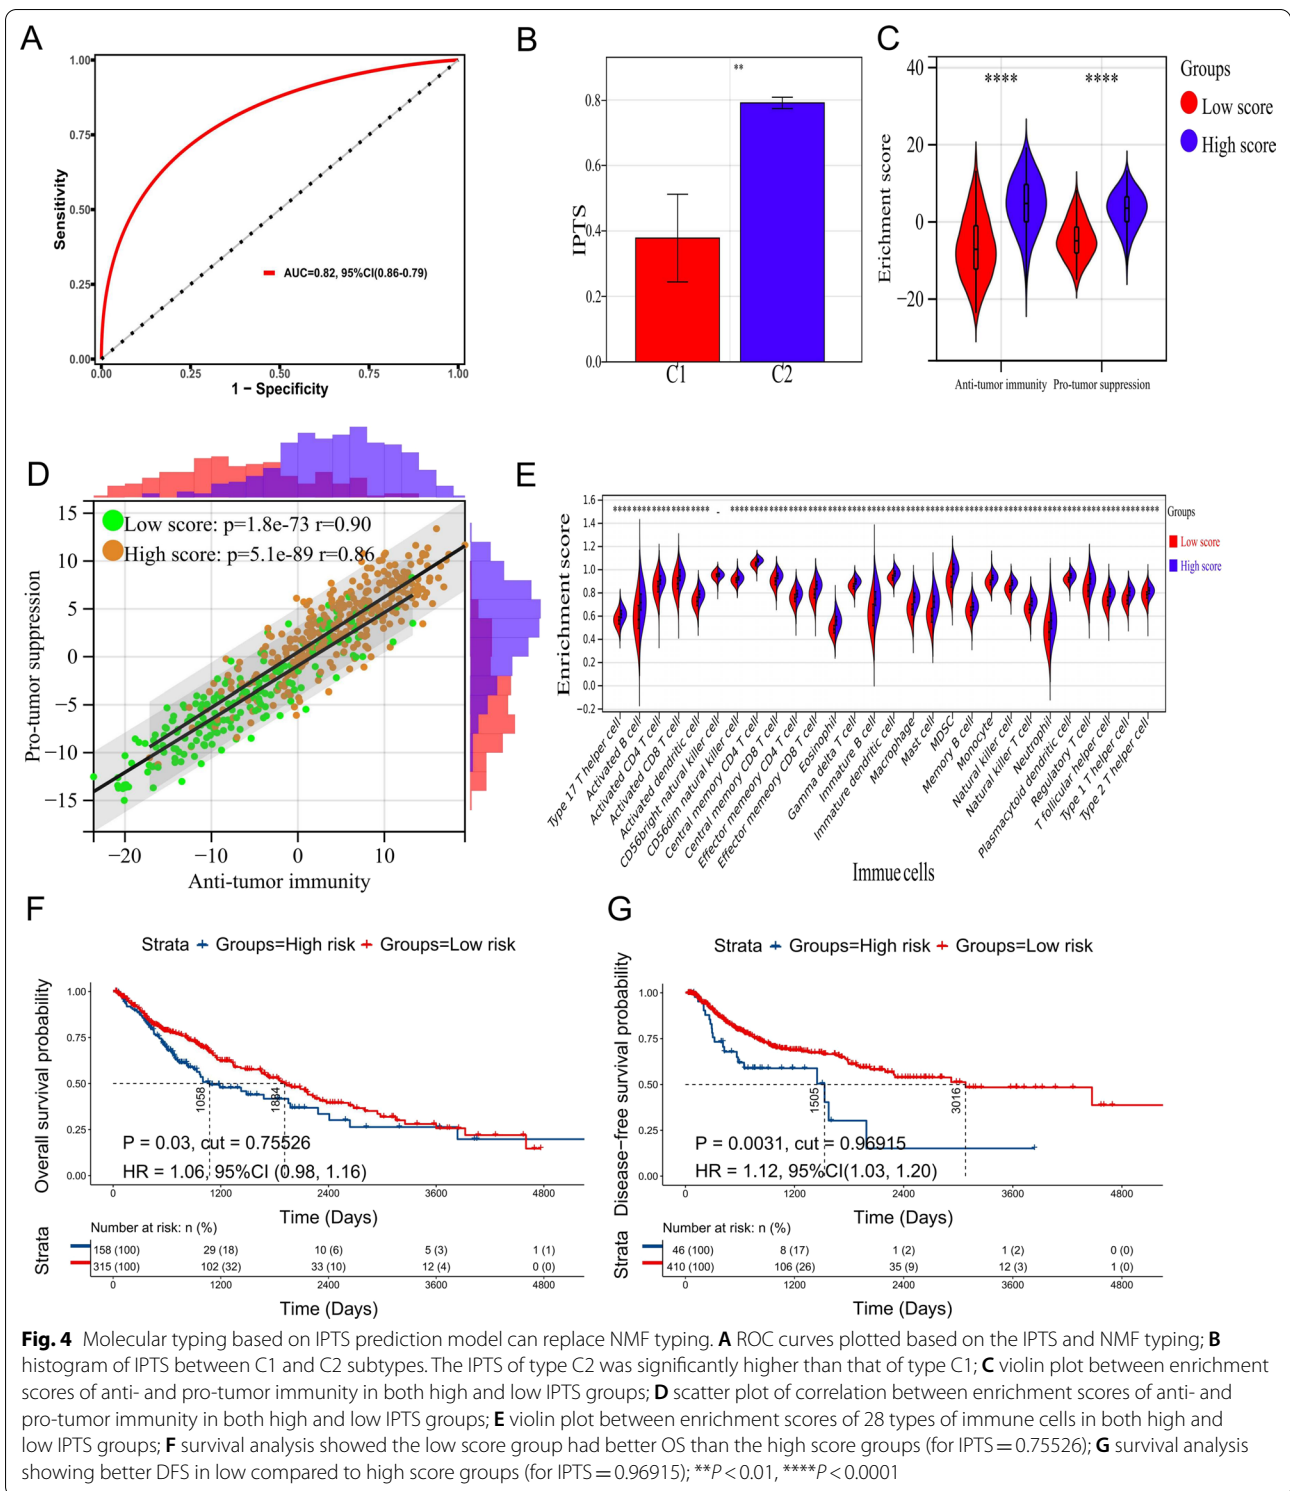 A
1.00
0.75
0.50
0.25
0.00
Sensitivity
AUC=0.82, 95%CI(0.86-0.79)
0.00 0.25 0.50 0.75 1.00
1 − Specificity
B
**
0.8
0.6
0.4
0.2
0.0
IPTS
C1 C2
C
40
20
0
−20
Erichment score
**** ****
Anti-tumor immunity Pro-tumor suppression
Groups
Low score
High score
D
15
10
5
0
−5
−10
−15
Pro-tumor suppression
Low score: p=1.8e-73 r=0.90
High score: p=5.1e-89 r=0.86
−20 −10 0 10
Anti-tumor immunity
E
1.6
1.4
1.2
1.0
0.8
0.6
0.4
0.2
0.0
−0.2
Enrichment score
Groups
Low score
High score
Type 17 T helper cell
Activated B cell
Activated CD4 T cell
Activated CD8 T cell
Activated dendritic cell
CD56bright natural killer cell
CD56dim natural killer cell
Central memory CD4 T cell
Central memory CD8 T cell
Effector memeory CD4 T cell
Effector memeory CD8 T cell
Eosinophil
Gamma delta T cell
Immature B cell
Immature dendritic cell
Macrophage
Mast cell
MDSC
Memory B cell
Monocyte
Natural killer cell
Natural killer T cell
Neutrophil
Plasmacytoid dendritic cell
Regulatory T cell
T follicular helper cell
Type 1 T helper cell
Type 2 T helper cell
Immue cells
F
Strata Groups=High risk Groups=Low risk
1.00
0.75
0.50
0.25
0.00
Overall survival probability
1058
1884
P = 0.03, cut = 0.75526
HR = 1.06, 95%CI (0.98, 1.16)
0 1200 2400 3600 4800
Time (Days)
Number at risk: n (%)
Strata
158 (100) 29 (18) 10 (6) 5 (3) 1 (1)
315 (100) 102 (32) 33 (10) 12 (4) 0 (0)
0 1200 2400 3600 4800
Time (Days)
G
Strata Groups=High risk Groups=Low risk
1.00
0.75
0.50
0.25
0.00
Disease-free survival probability
1505
3016
P = 0.0031, cut = 0.96915
HR = 1.12, 95%CI(1.03, 1.20)
0 1200 2400 3600 4800
Time (Days)
Number at risk: n (%)
Strata
46 (100) 8 (17) 1 (2) 1 (2) 0 (0)
410 (100) 106 (26) 35 (9) 12 (3) 1 (0)
0 1200 2400 3600 4800
Time (Days)
Fig. 4 Molecular typing based on IPTS prediction model can replace NMF typing. A ROC curves plotted based on the IPTS and NMF typing; B
histogram of IPTS between C1 and C2 subtypes. The IPTS of type C2 was significantly higher than that of type C1; C violin plot between enrichment
scores of anti- and pro-tumor immunity in both high and low IPTS groups; D scatter plot of correlation between enrichment scores of anti- and
pro-tumor immunity in both high and low IPTS groups; E violin plot between enrichment scores of 28 types of immune cells in both high and
low IPTS groups; F survival analysis showed the low score group had better OS than the high score groups (for IPTS = 0.75526); G survival analysis
showing better DFS in low compared to high score groups (for IPTS = 0.96915); **P < 0.01, ****P < 0.0001